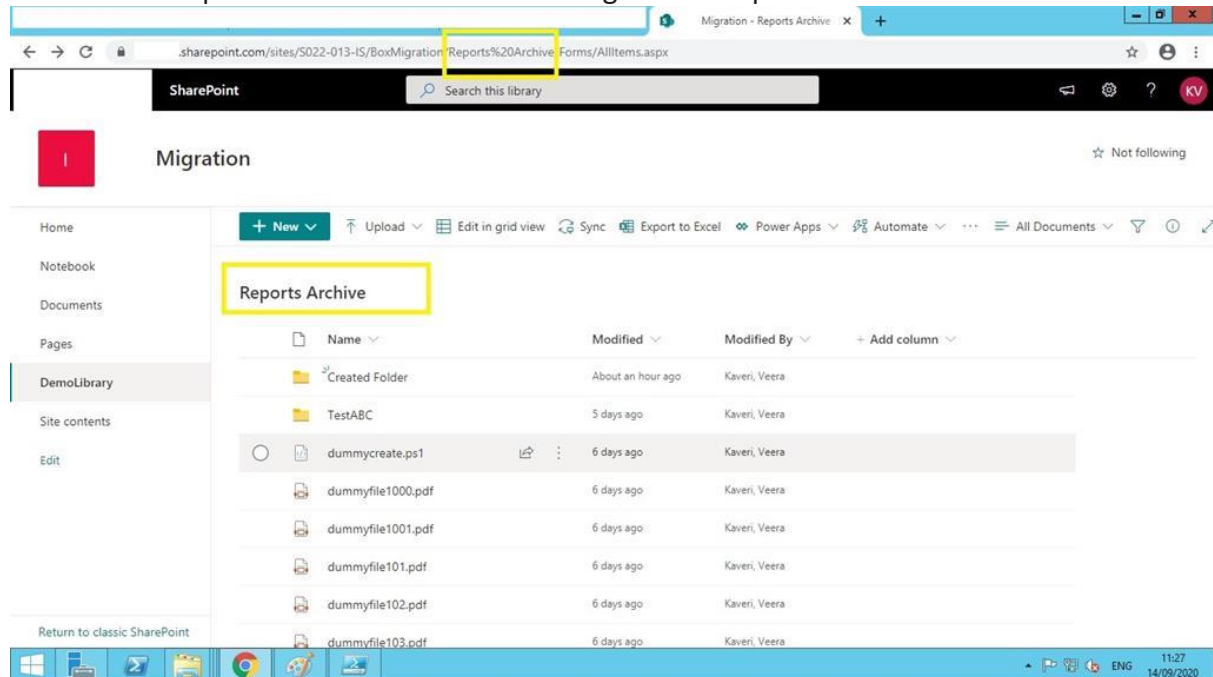 Migration - Reports Archive
.sharepoint.com/sites/S022-013-IS/BoxMigration/Reports%20Archive/Forms/AllItems.aspx
SharePoint
Search this library
?
KV
I
Migration
Not following
Home
Notebook
Documents
Pages
DemoLibrary
Site contents
Edit
Return to classic SharePoint
+ New
Upload
Edit in grid view
Sync
Export to Excel
Power Apps
Automate
...
All Documents
Reports Archive
Name Modified Modified By + Add column
Created Folder About an hour ago Kaveri, Veera
TestABC 5 days ago Kaveri, Veera
dummycreate.ps1 6 days ago Kaveri, Veera
dummyfile1000.pdf 6 days ago Kaveri, Veera
dummyfile1001.pdf 6 days ago Kaveri, Veera
dummyfile101.pdf 6 days ago Kaveri, Veera
dummyfile102.pdf 6 days ago Kaveri, Veera
dummyfile103.pdf 6 days ago Kaveri, Veera
ENG
11:27
14/09/2020